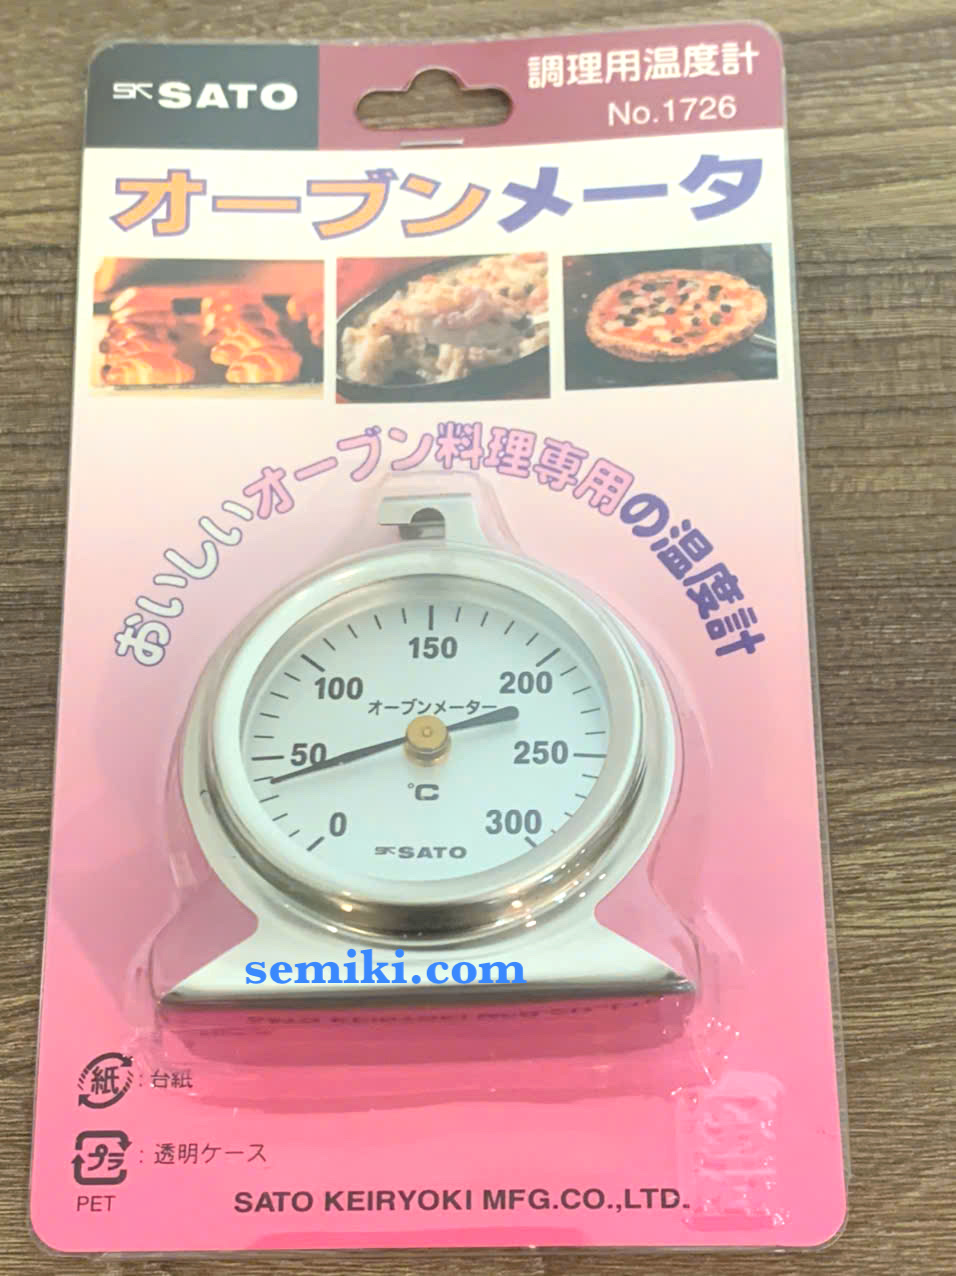 SK SATO
調理用温度計
No.1726
オーブンメータ
おいしいオーブン料理専用の温度計
150
100
200
オーブンメーター
50
250
℃
0
300
SK SATO
semiki.com
紙 : 台紙
プラ : 透明ケース
PET
SATO KEIRYOKI MFG.CO.,LTD.